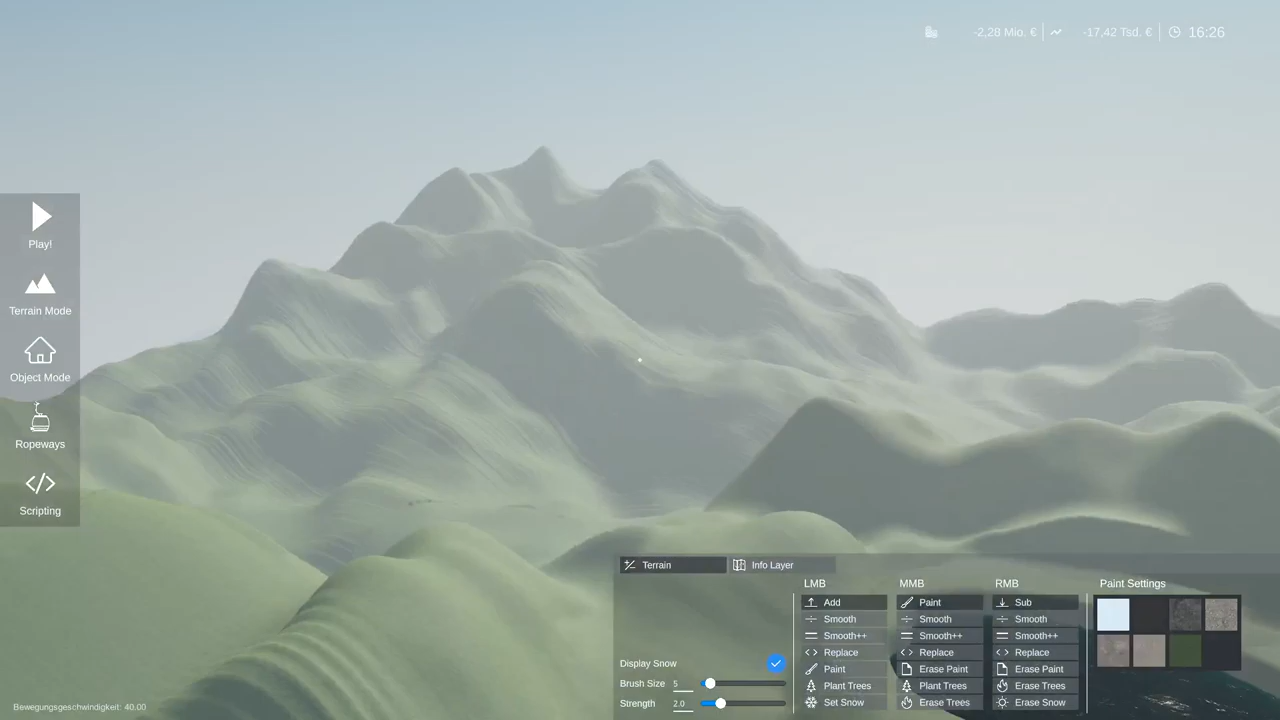 -2,28 Mio. € -17,42 Tsd. € 16:26
Play!
Terrain Mode
Object Mode
Ropeways
Scripting
Terrain Info Layer
Display Snow
Brush Size 5
Strength 2.0
LMB
Add
Smooth
Smooth++
Replace
Paint
Plant Trees
Set Snow
MMB
Paint
Smooth
Smooth++
Replace
Erase Paint
Plant Trees
Erase Trees
RMB
Sub
Smooth
Smooth++
Replace
Erase Paint
Erase Trees
Erase Snow
Paint Settings
Bewegungsgeschwindigkeit: 40.00